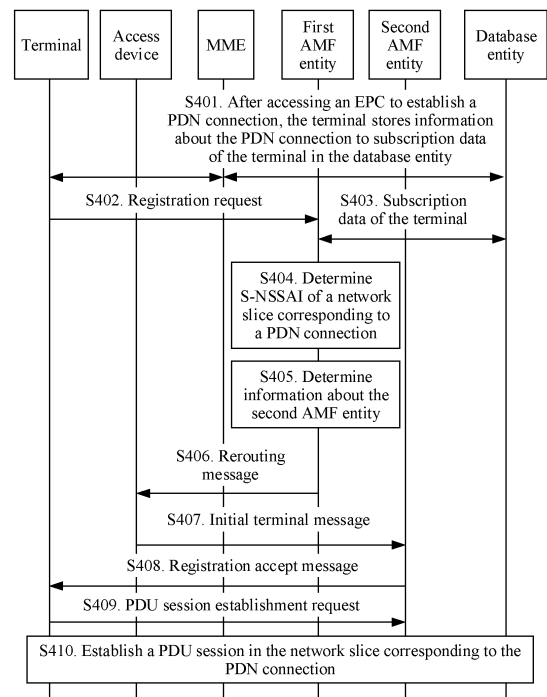 Terminal
Access
device
MME
First
AMF
entity
Second
AMF
entity
Database
entity
S401. After accessing an EPC to establish a
PDN connection, the terminal stores information
about the PDN connection to subscription data
of the terminal in the database entity
S402. Registration request
S403. Subscription
data of the terminal
S404. Determine
S-NSSAI of a network
slice corresponding to
a PDN connection
S405. Determine
information about the
second AMF entity
S406. Rerouting
message
S407. Initial terminal message
S408. Registration accept message
S409. PDU session establishment request
S410. Establish a PDU session in the network slice corresponding to the
PDN connection